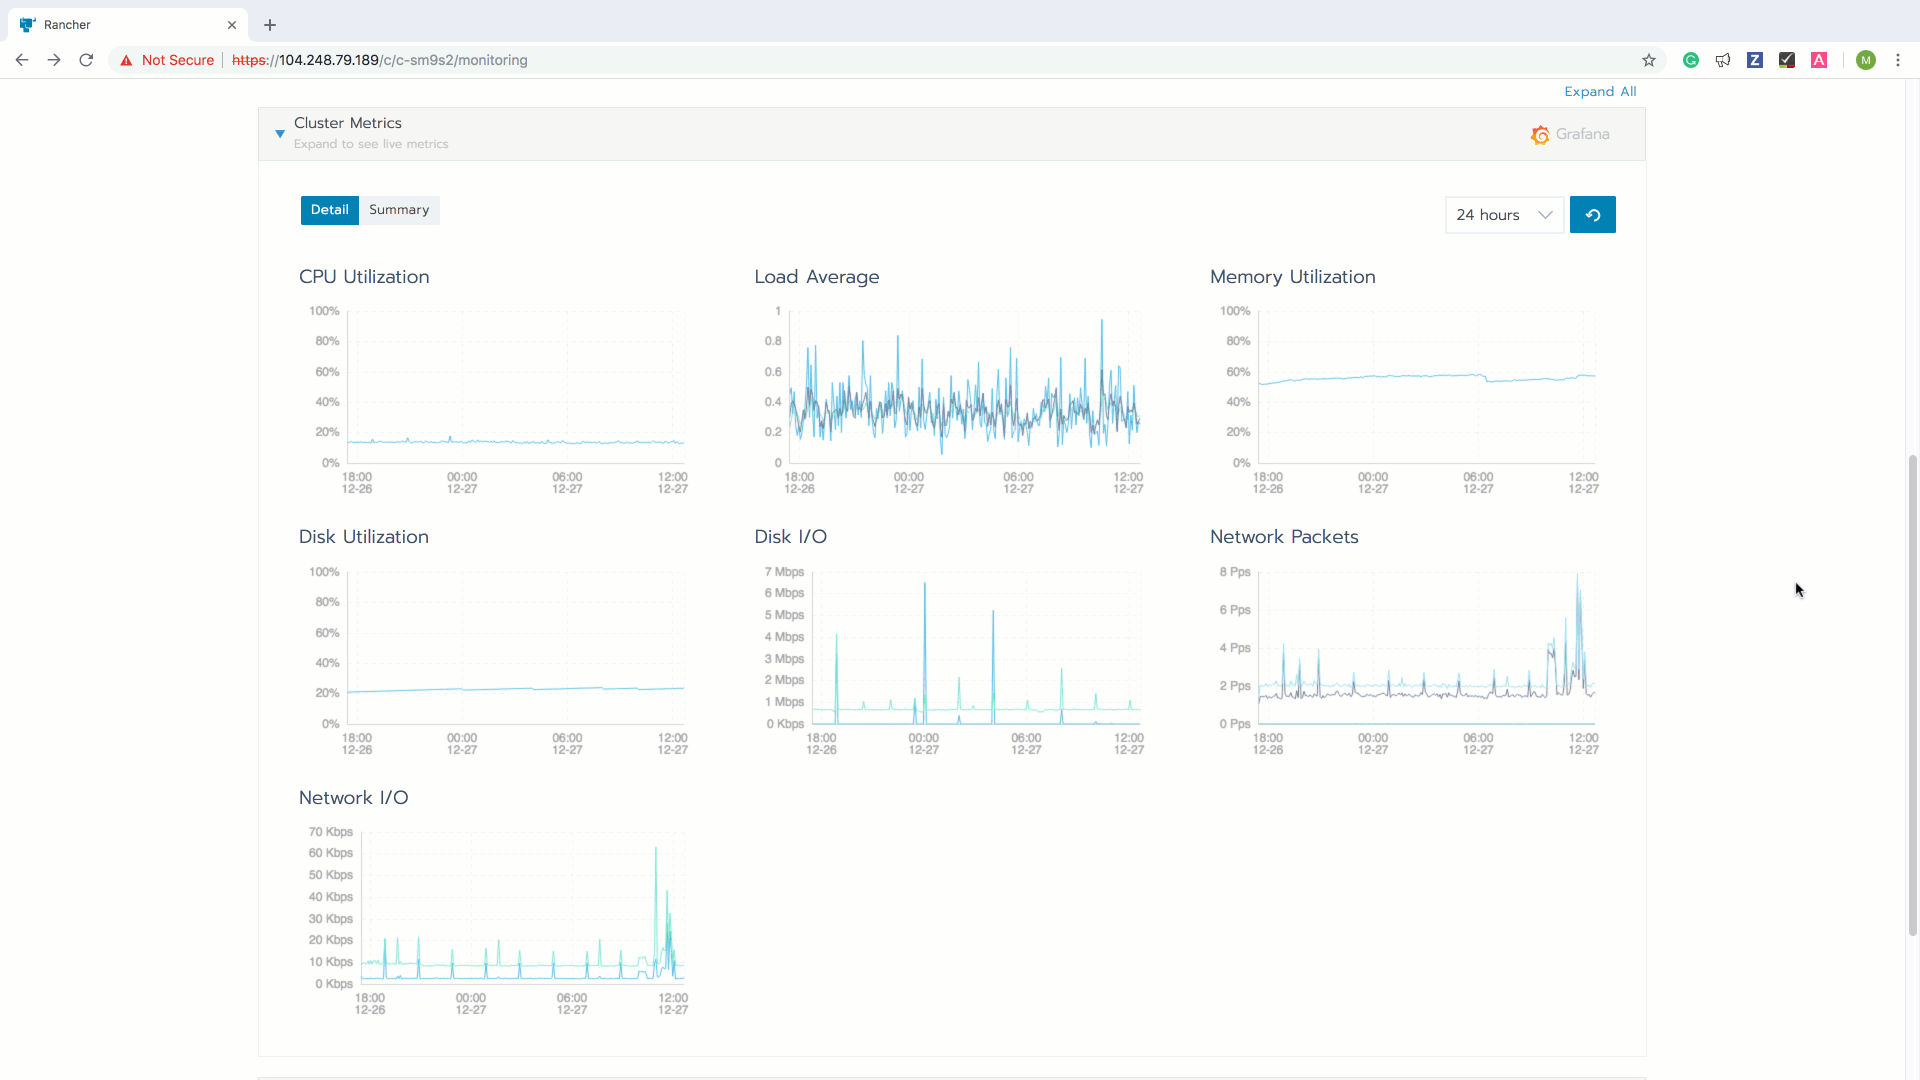 Rancher
Not Secure https://104.248.79.189/c/c-sm9s2/monitoring
Z A M
Expand All
Cluster Metrics
Expand to see live metrics
Grafana
Detail Summary
24 hours
CPU Utilization
100%
80%
60%
40%
20%
0%
18:00 00:00 06:00 12:00
12-26 12-27 12-27 12-27
Load Average
1
0.8
0.6
0.4
0.2
0
18:00 00:00 06:00 12:00
12-26 12-27 12-27 12-27
Memory Utilization
100%
80%
60%
40%
20%
0%
18:00 00:00 06:00 12:00
12-26 12-27 12-27 12-27
Disk Utilization
100%
80%
60%
40%
20%
0%
18:00 00:00 06:00 12:00
12-26 12-27 12-27 12-27
Disk I/O
7 Mbps
6 Mbps
5 Mbps
4 Mbps
3 Mbps
2 Mbps
1 Mbps
0 Kbps
18:00 00:00 06:00 12:00
12-26 12-27 12-27 12-27
Network Packets
8 Pps
6 Pps
4 Pps
2 Pps
0 Pps
18:00 00:00 06:00 12:00
12-26 12-27 12-27 12-27
Network I/O
70 Kbps
60 Kbps
50 Kbps
40 Kbps
30 Kbps
20 Kbps
10 Kbps
0 Kbps
18:00 00:00 06:00 12:00
12-26 12-27 12-27 12-27